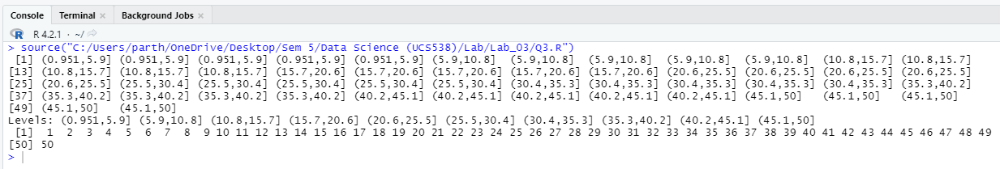 Console Terminal × Background Jobs ×
R 4.2.1 · ~/
> source("C:/Users/parth/OneDrive/Desktop/Sem 5/Data Science (UCS538)/Lab/Lab_03/Q3.R")
[1] (0.951,5.9] (0.951,5.9] (0.951,5.9] (0.951,5.9] (0.951,5.9] (5.9,10.8] (5.9,10.8] (5.9,10.8] (5.9,10.8] (5.9,10.8] (10.8,15.7] (10.8,15.7]
[13] (10.8,15.7] (10.8,15.7] (10.8,15.7] (15.7,20.6] (15.7,20.6] (15.7,20.6] (15.7,20.6] (15.7,20.6] (20.6,25.5] (20.6,25.5] (20.6,25.5] (20.6,25.5]
[25] (20.6,25.5] (25.5,30.4] (25.5,30.4] (25.5,30.4] (25.5,30.4] (25.5,30.4] (30.4,35.3] (30.4,35.3] (30.4,35.3] (30.4,35.3] (30.4,35.3] (35.3,40.2]
[37] (35.3,40.2] (35.3,40.2] (35.3,40.2] (35.3,40.2] (40.2,45.1] (40.2,45.1] (40.2,45.1] (40.2,45.1] (40.2,45.1] (45.1,50] (45.1,50] (45.1,50]
[49] (45.1,50] (45.1,50]
Levels: (0.951,5.9] (5.9,10.8] (10.8,15.7] (15.7,20.6] (20.6,25.5] (25.5,30.4] (30.4,35.3] (35.3,40.2] (40.2,45.1] (45.1,50]
[1] 1 2 3 4 5 6 7 8 9 10 11 12 13 14 15 16 17 18 19 20 21 22 23 24 25 26 27 28 29 30 31 32 33 34 35 36 37 38 39 40 41 42 43 44 45 46 47 48 49
[50] 50
>